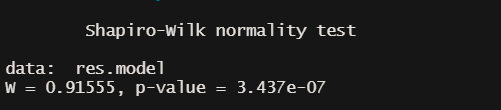 Shapiro-Wilk normality test
data:  res.model
W = 0.91555, p-value = 3.437e-07